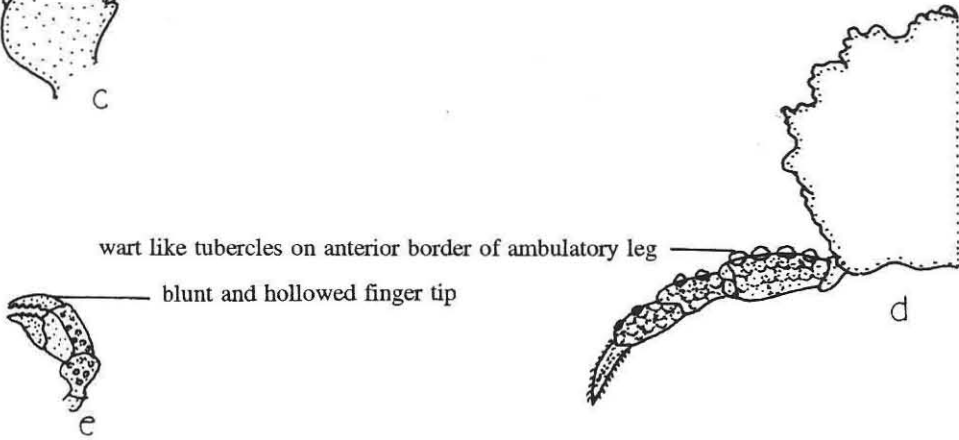 c
wart like tubercles on anterior border of ambulatory leg
blunt and hollowed finger tip
d
e